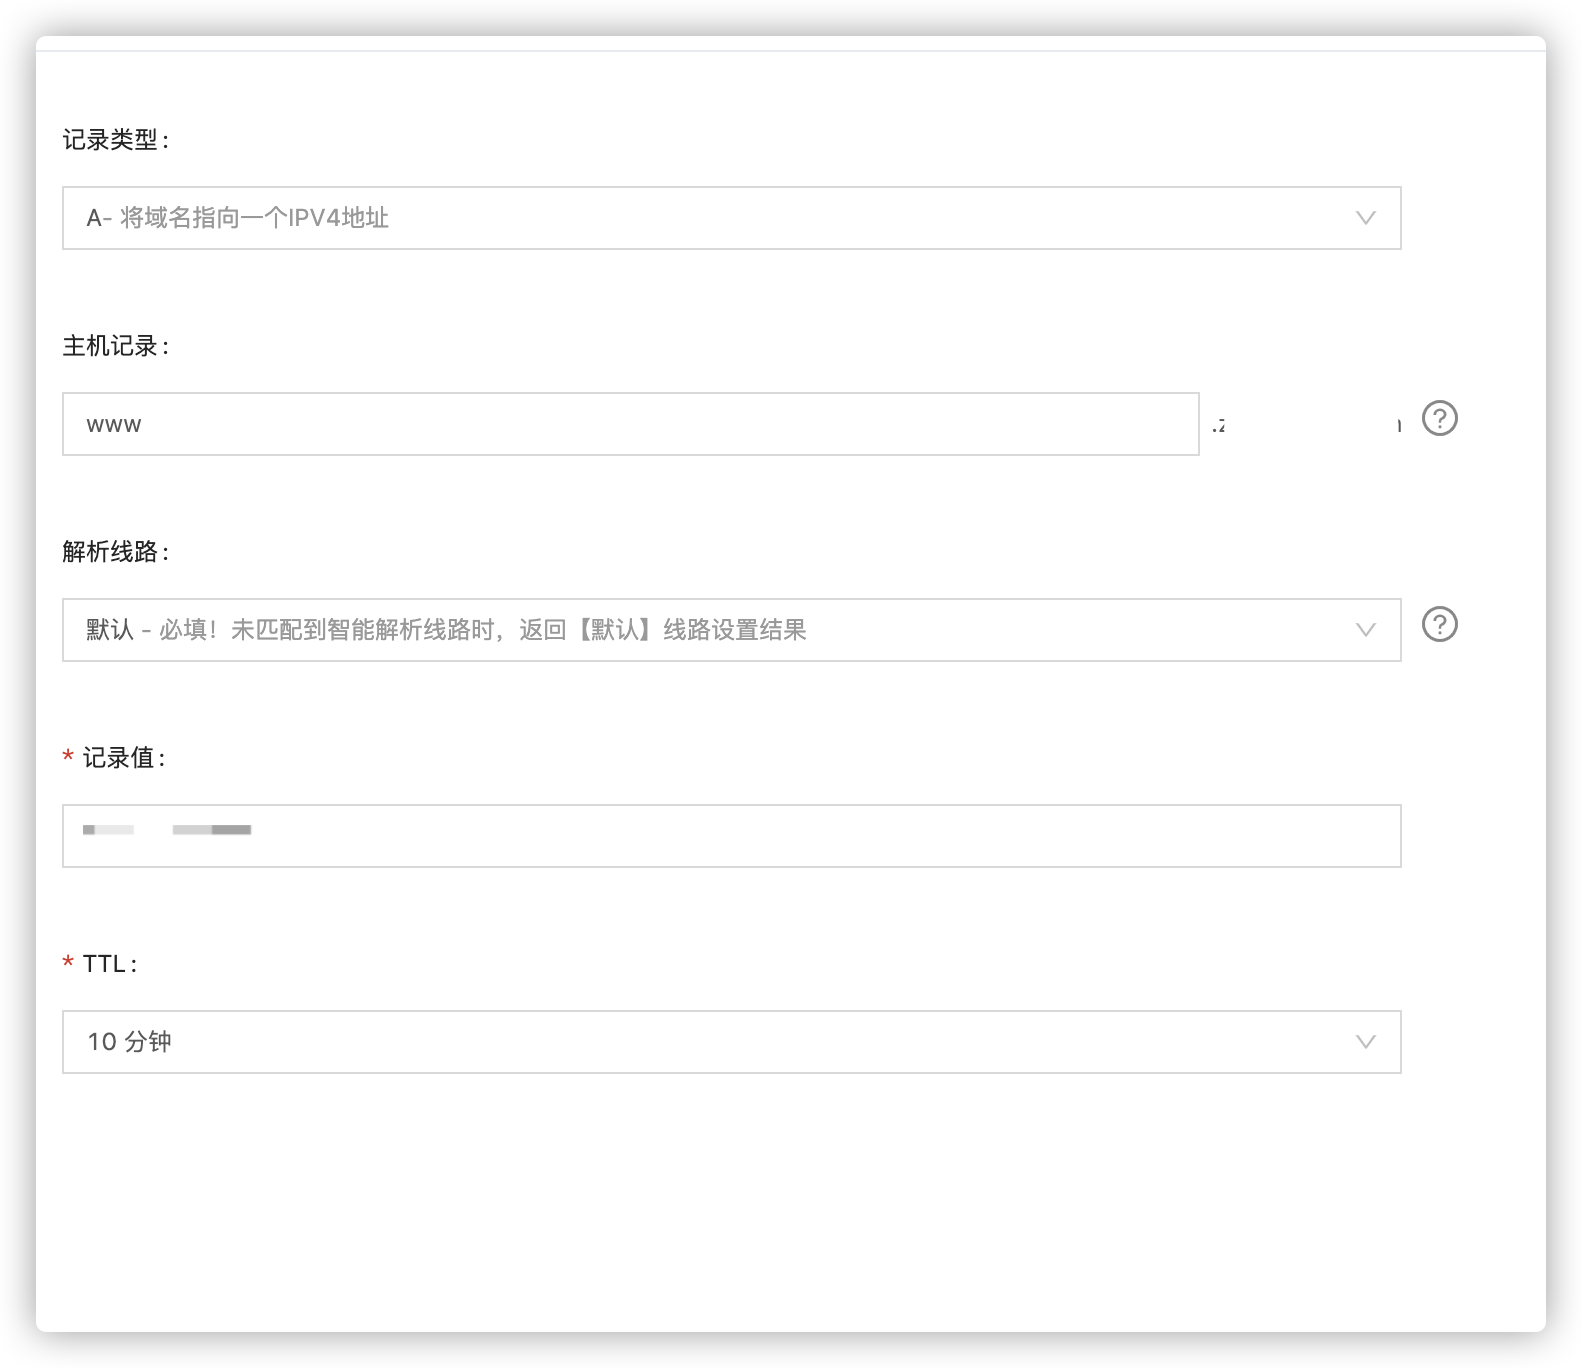 记录类型:
A- 将域名指向一个IPV4地址
主机记录:
www .z
解析线路:
默认 - 必填！未匹配到智能解析线路时，返回【默认】线路设置结果
* 记录值:
* TTL:
10 分钟